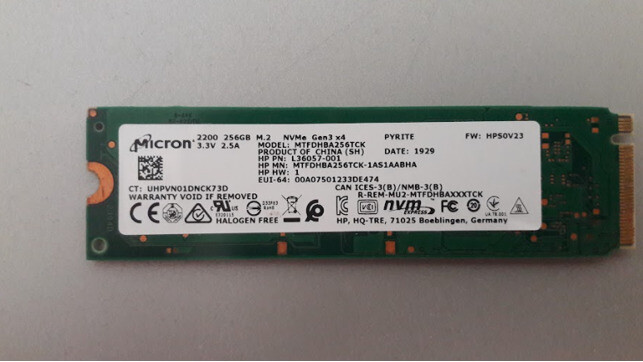 Micron
2200 256GB M.2 NVMe Gen3 x4 PYRITE FW: HPS0V23
3.3V 2.5A MODEL: MTFDHBA256TCK
PRODUCT OF CHINA (SH) DATE: 1929
HP PN: L36057-001
HP MN: MTFDHBA256TCK-1AS1AABHA
HP HW: 1
EUI-64: 00A07501233DE474
CT: UHPVN01DNCK73D CAN ICES-3(B)/NMB-3(B)
WARRANTY VOID IF REMOVED R-REM-MU2-MTFDHBAXXXTCK
nvm EXPRESS
HALOGEN FREE HP, HQ-TRE, 71025 Boeblingen, Germany